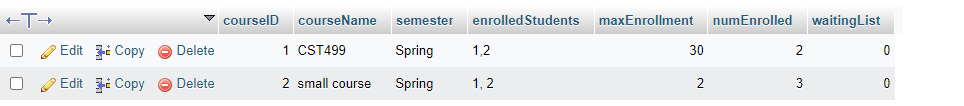 ←T→ courseID courseName semester enrolledStudents maxEnrollment numEnrolled waitingList
Edit Copy Delete 1 CST499 Spring 1,2 30 2 0
Edit Copy Delete 2 small course Spring 1, 2 2 3 0